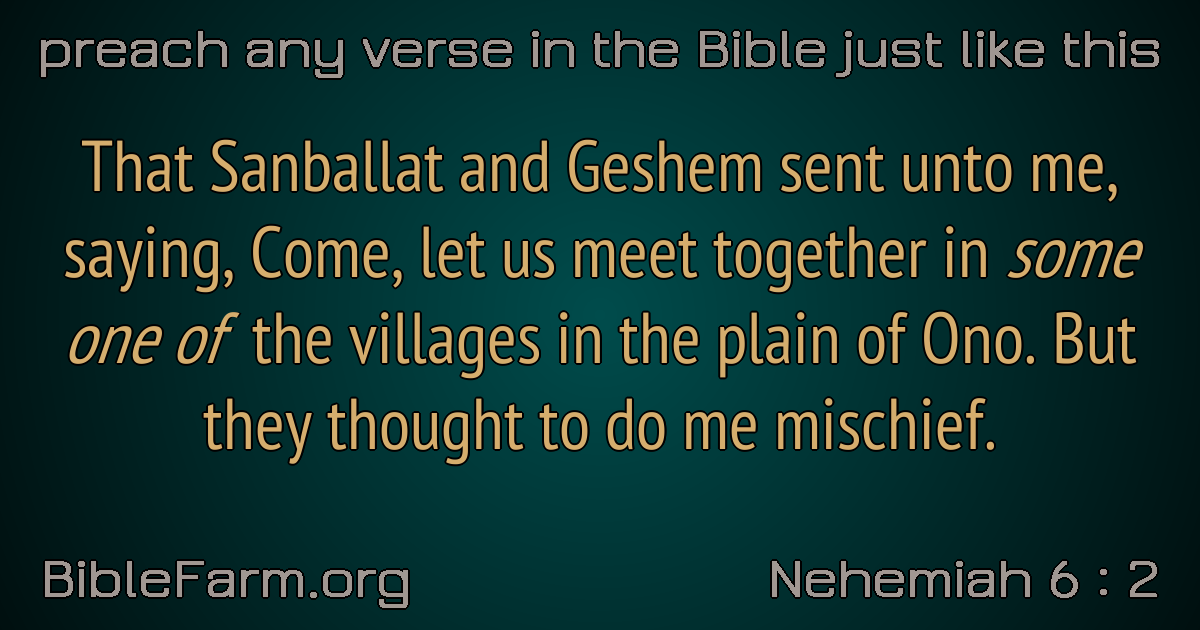 preach any verse in the Bible just like this
That Sanballat and Geshem sent unto me,
saying, Come, let us meet together in some
one of the villages in the plain of Ono. But
they thought to do me mischief.
BibleFarm.org
Nehemiah 6 : 2